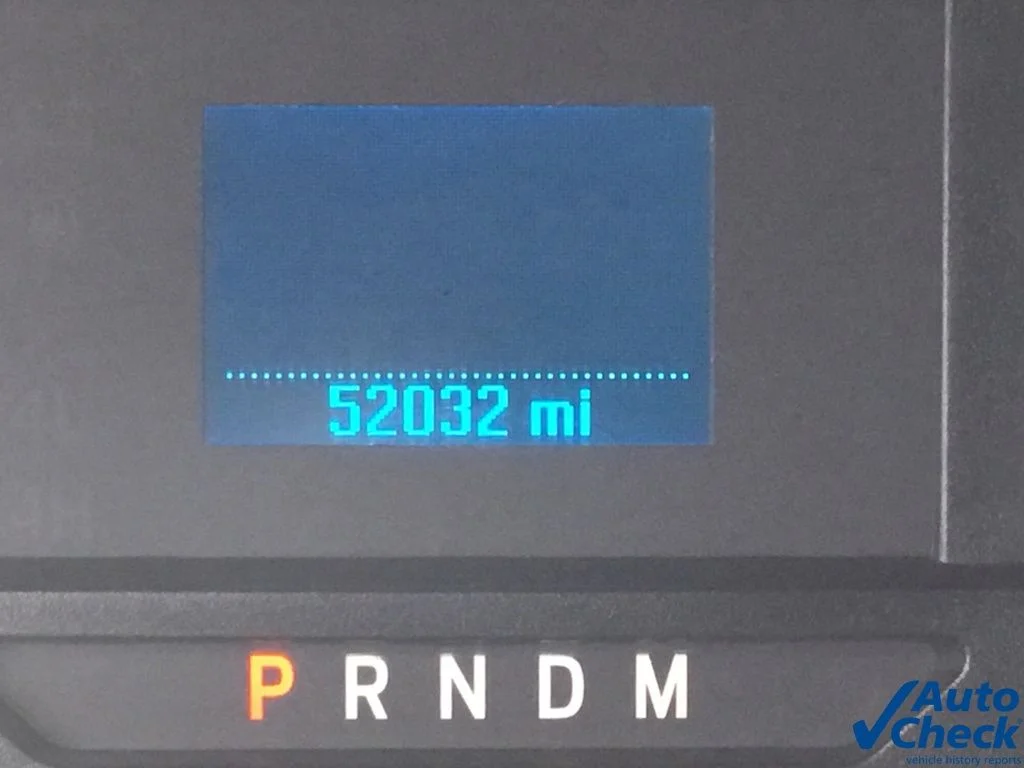 52032 mi
P R N D M
Auto
Check
vehicle history reports